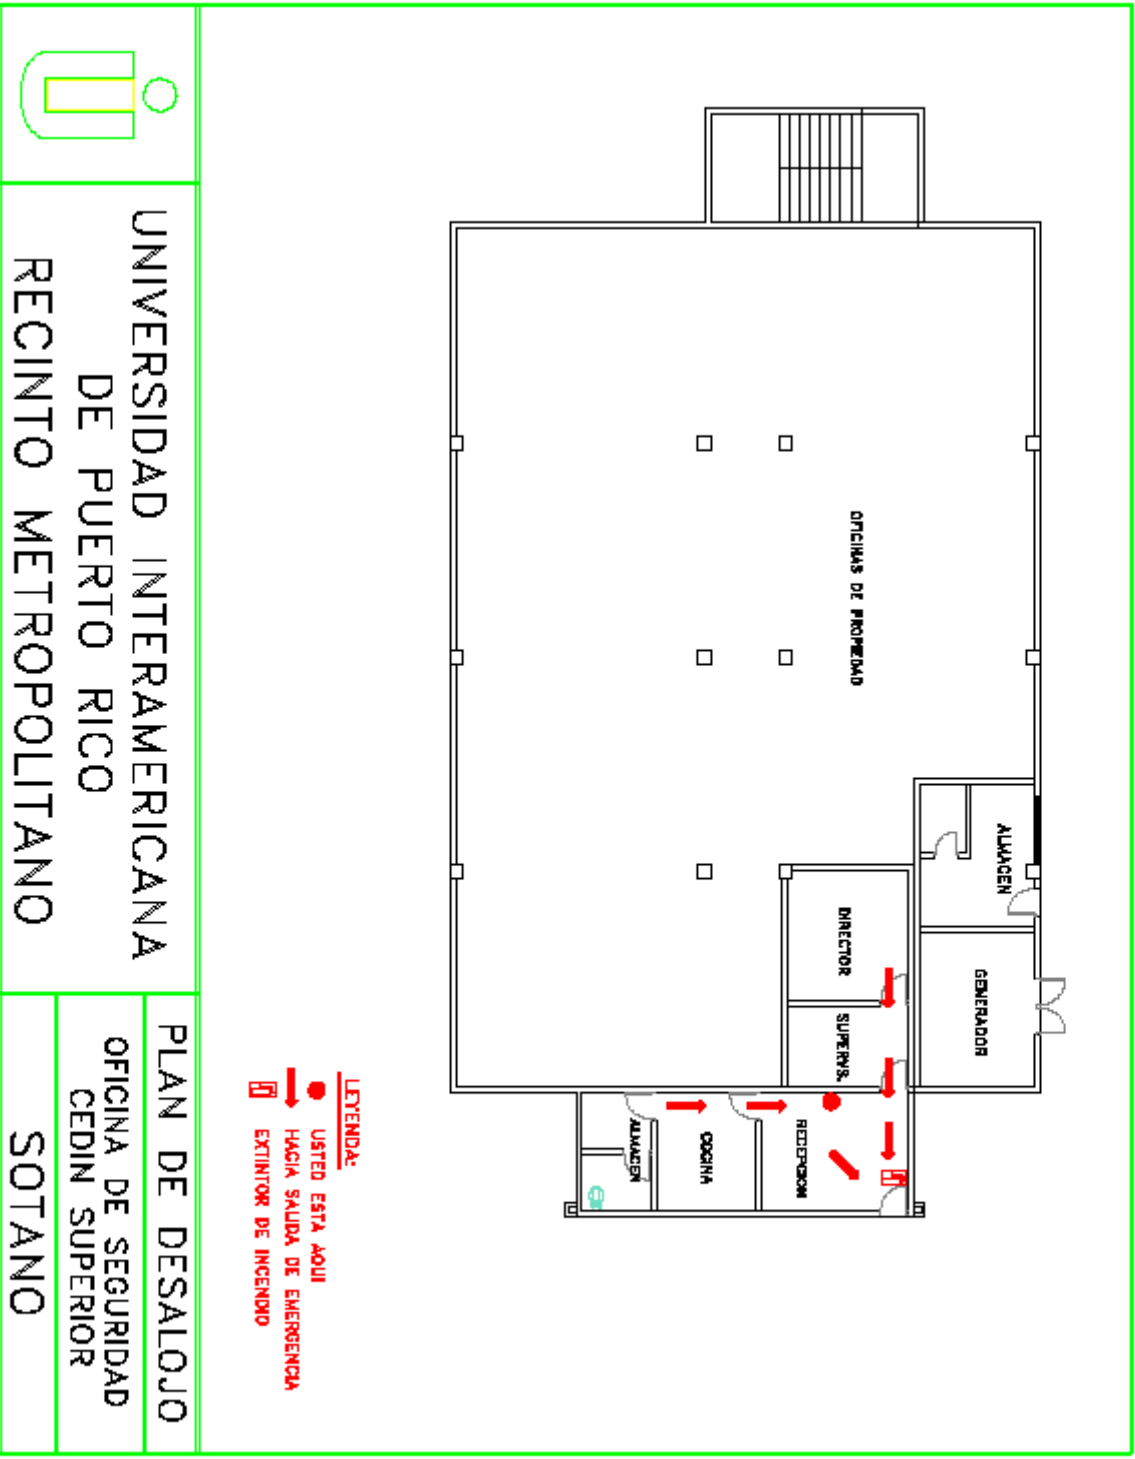 OFICINAS DE PROPIEDAD
ALMACEN
GENERADOR
DIRECTOR
SUPERVS.
RECEPCION
COCINA
ALMACEN
LEYENDA:
USTED ESTA AQUI
HACIA SALIDA DE EMERGENCIA
EXTINTOR DE INCENDIO
UNIVERSIDAD INTERAMERICANA
DE PUERTO RICO
RECINTO METROPOLITANO
PLAN DE DESALOJO
OFICINA DE SEGURIDAD
CEDIN SUPERIOR
SOTANO